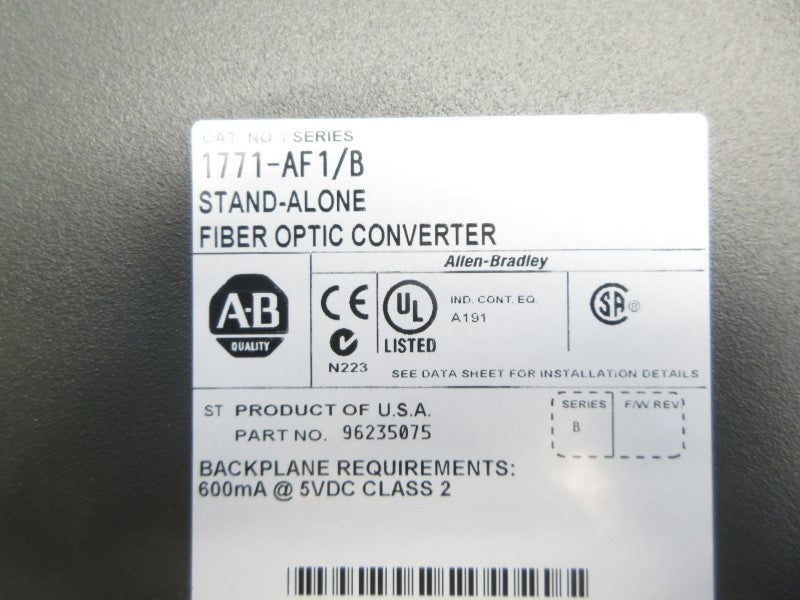 CAT. NO. / SERIES
1771-AF1/B
STAND-ALONE
FIBER OPTIC CONVERTER
Allen-Bradley
A-B
QUALITY
CE
N223
UL
LISTED
IND. CONT. EQ.
A191
SA ®
SEE DATA SHEET FOR INSTALLATION DETAILS
ST PRODUCT OF U.S.A.
PART NO. 96235075
SERIES
B
F/W REV
BACKPLANE REQUIREMENTS:
600mA @ 5VDC CLASS 2